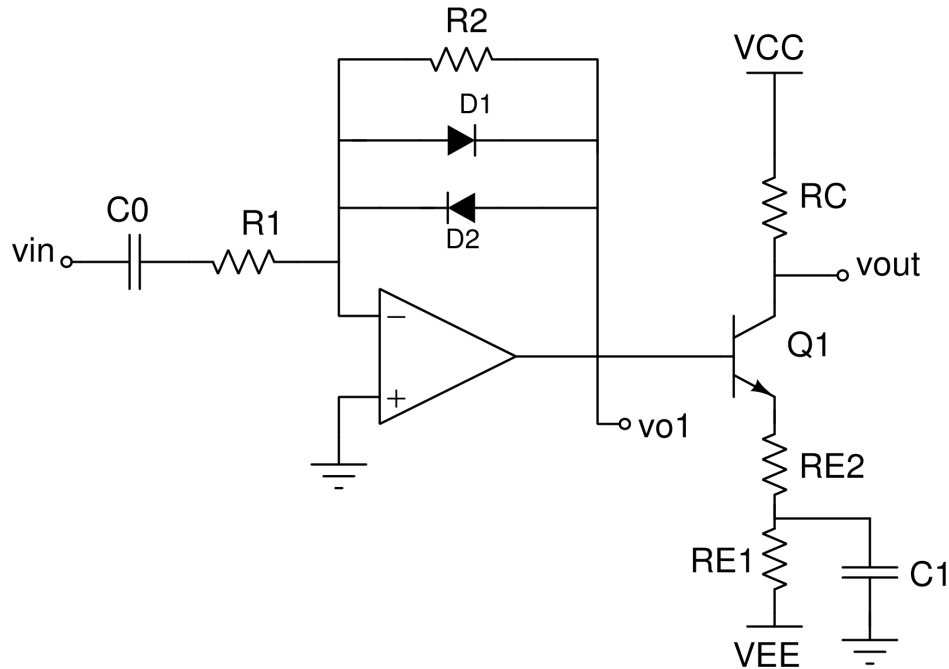 R2
VCC
D1
C0
R1
RC
D2
vin
vout
−
Q1
+
vo1
RE2
RE1
C1
VEE